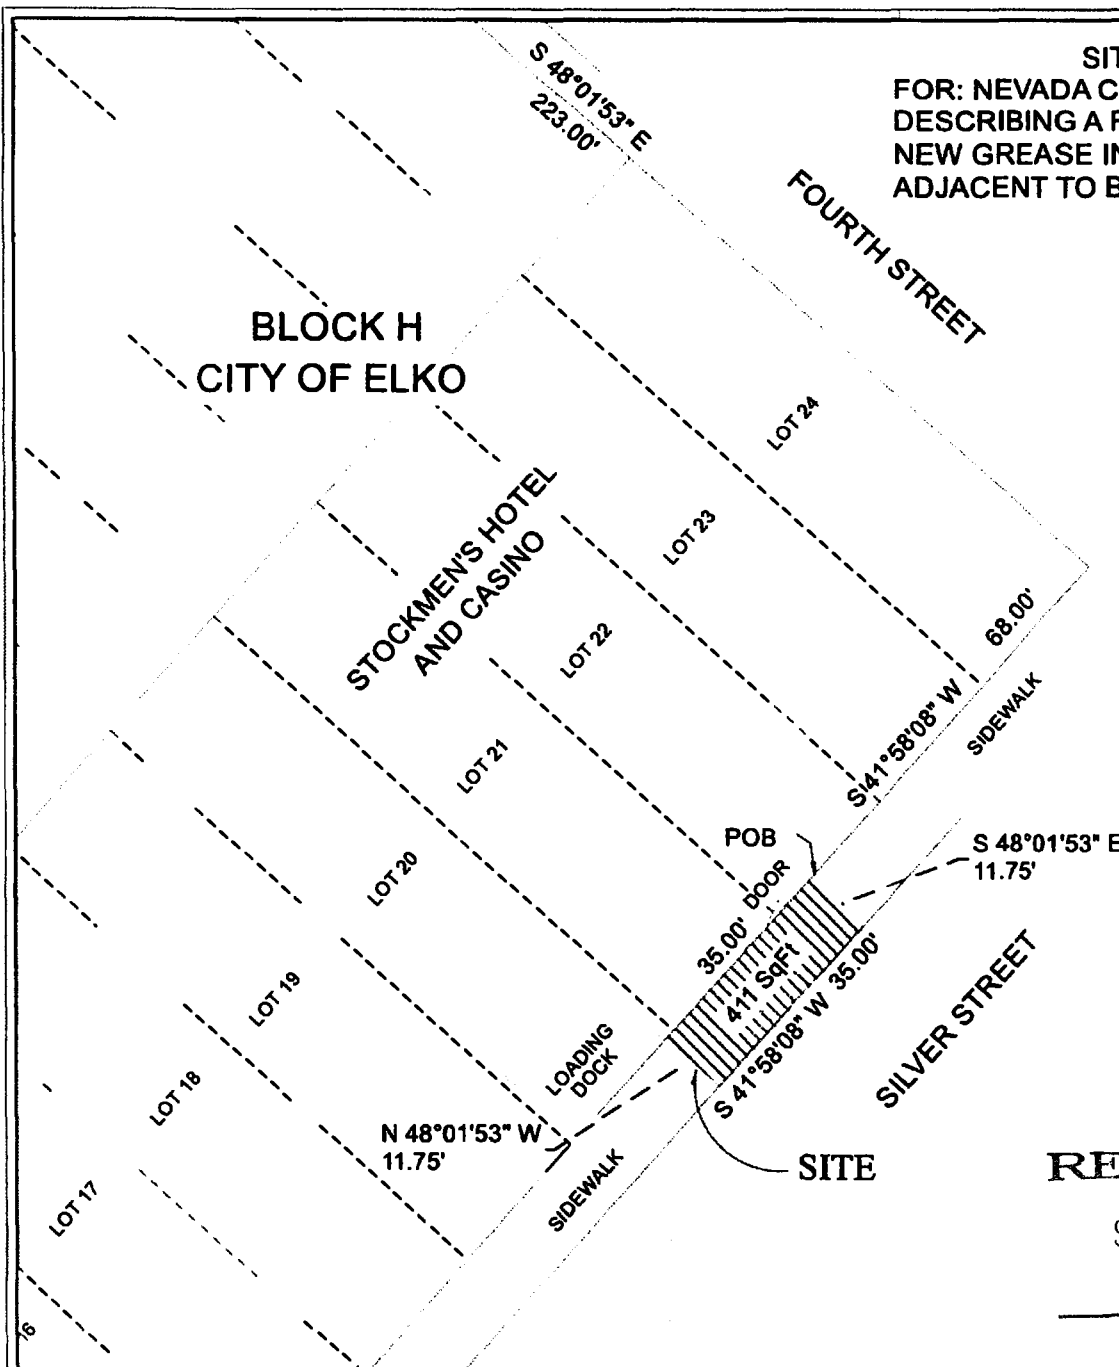 SIT
FOR: NEVADA C
DESCRIBING A
NEW GREASE IN
ADJACENT TO B
S 48°01'53" E
223.00'
FOURTH STREET
BLOCK H
CITY OF ELKO
LOT 24
STOCKMEN'S HOTEL
AND CASINO
LOT 23
LOT 22
68.00'
S 41°58'08" W
SIDEWALK
LOT 21
POB
S 48°01'53" E
11.75'
LOT 20
DOOR
35.00'
411 SqFt
S 41°58'08" W 35.00'
SILVER STREET
LOT 19
LOADING
DOCK
LOT 18
N 48°01'53" W
11.75'
SITE
RE
SIDEWALK
LOT 17
16